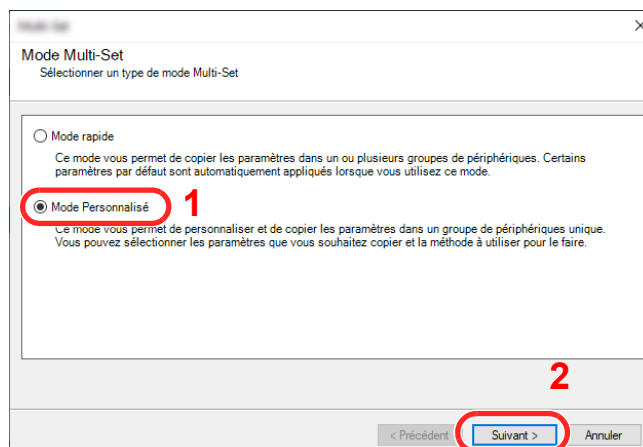 Mode Multi-Set
Sélectionner un type de mode Multi-Set
Mode rapide
Ce mode vous permet de copier les paramètres dans un ou plusieurs groupes de périphériques. Certains
paramètres par défaut sont automatiquement appliqués lorsque vous utilisez ce mode.
Mode Personnalisé
1
Ce mode vous permet de personnaliser et de copier les paramètres dans un groupe de périphériques unique.
Vous pouvez sélectionner les paramètres que vous souhaitez copier et la méthode à utiliser pour le faire.
2
< Précédent
Suivant >
Annuler